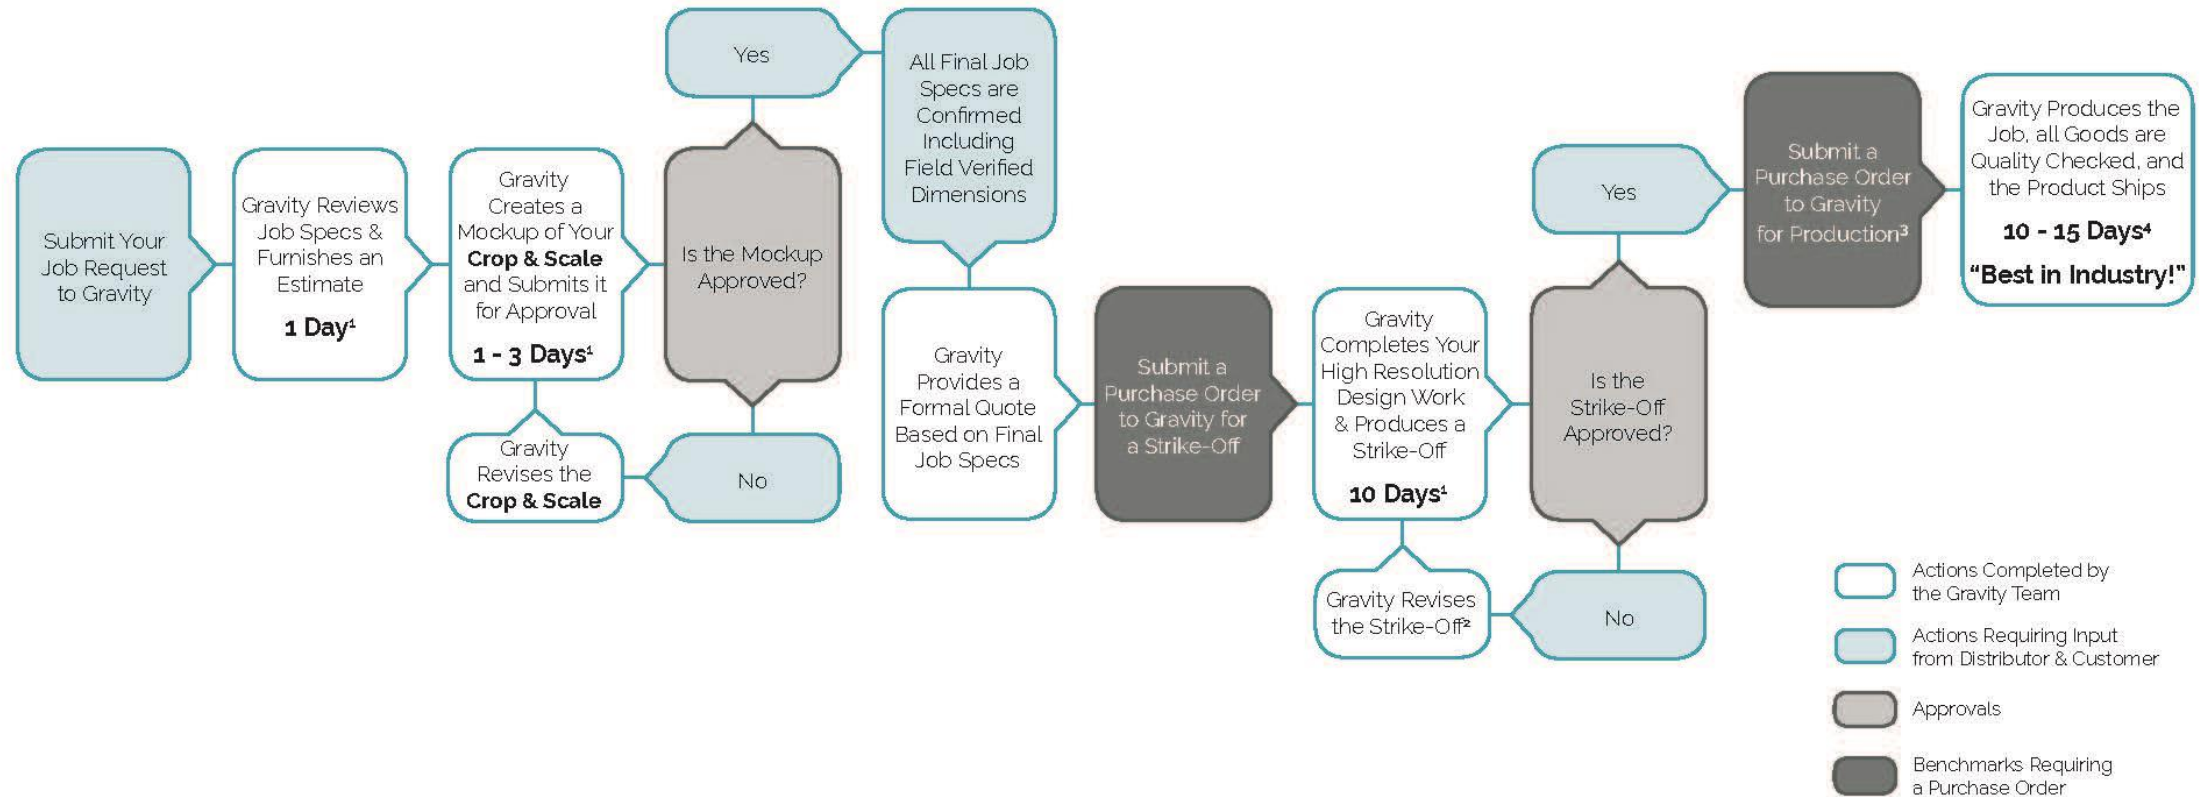 Submit Your
Job Request
to Gravity
Gravity Reviews
Job Specs &
Furnishes an
Estimate
1 Day¹
Gravity
Creates a
Mockup of Your
Crop & Scale
and Submits it
for Approval
1 - 3 Days¹
Gravity
Revises the
Crop & Scale
Is the Mockup
Approved?
Yes
No
All Final Job
Specs are
Confirmed
Including
Field Verified
Dimensions
Gravity
Provides a
Formal Quote
Based on Final
Job Specs
Submit a
Purchase Order
to Gravity for
a Strike-Off
Gravity
Completes Your
High Resolution
Design Work
& Produces a
Strike-Off
10 Days¹
Gravity Revises
the Strike-Off²
Is the
Strike-Off
Approved?
Yes
No
Submit a
Purchase Order
to Gravity
for Production³
Gravity Produces the
Job, all Goods are
Quality Checked, and
the Product Ships
10 - 15 Days⁴
“Best in Industry!”
Actions Completed by
the Gravity Team
Actions Requiring Input
from Distributor & Customer
Approvals
Benchmarks Requiring
a Purchase Order